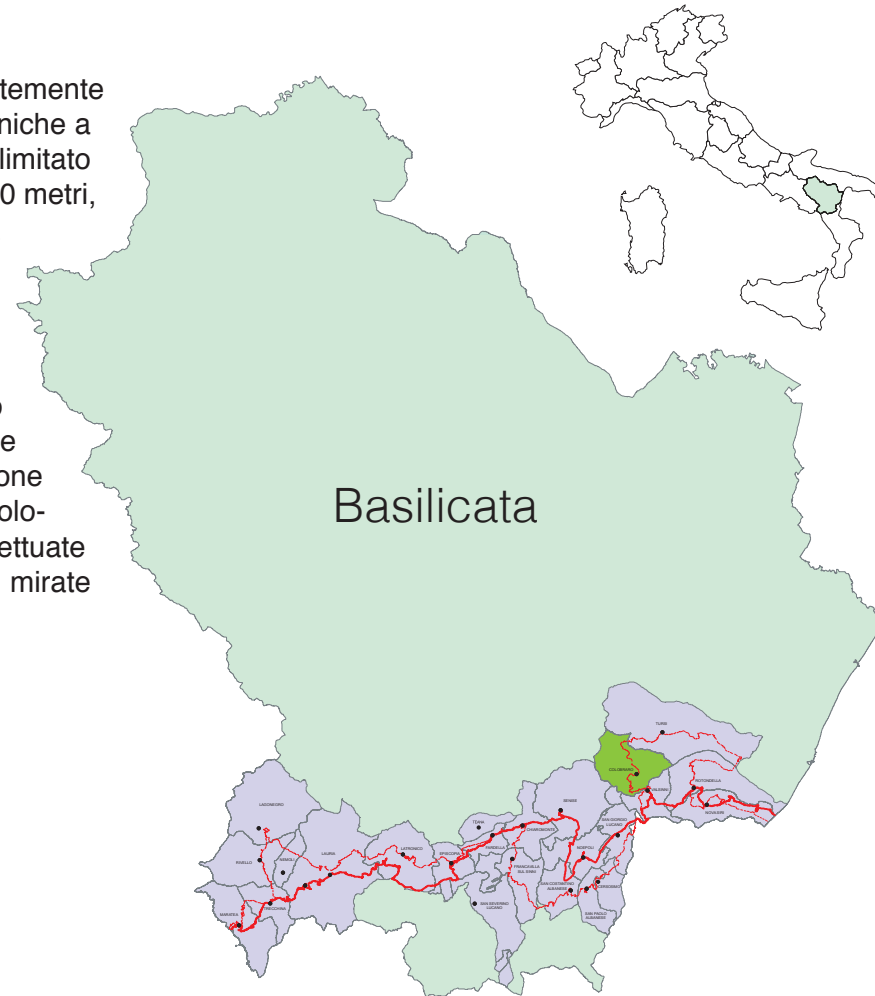 temente
niche a
limitato
0 metri,
o
e
one
olo-
ettuate
mirate
Basilicata
TURSI
COLOBRARO
VALSINNI
ROTONDELLA
NOVA SIRI
LAGONEGRO
RIVELLO
NEMOLI
LAURIA
LATRONICO
EPISCOPIA
TEANA
FARDELLA
CHIAROMONTE
SENISE
SAN GIORGIO
LUCANO
NOEPOLI
FRANCAVILLA
SUL SINNI
SAN COSTANTINO
ALBANESE
CERSOSIMO
SAN PAOLO
ALBANESE
SAN SEVERINO
LUCANO
TRECCHINA
MARATEA